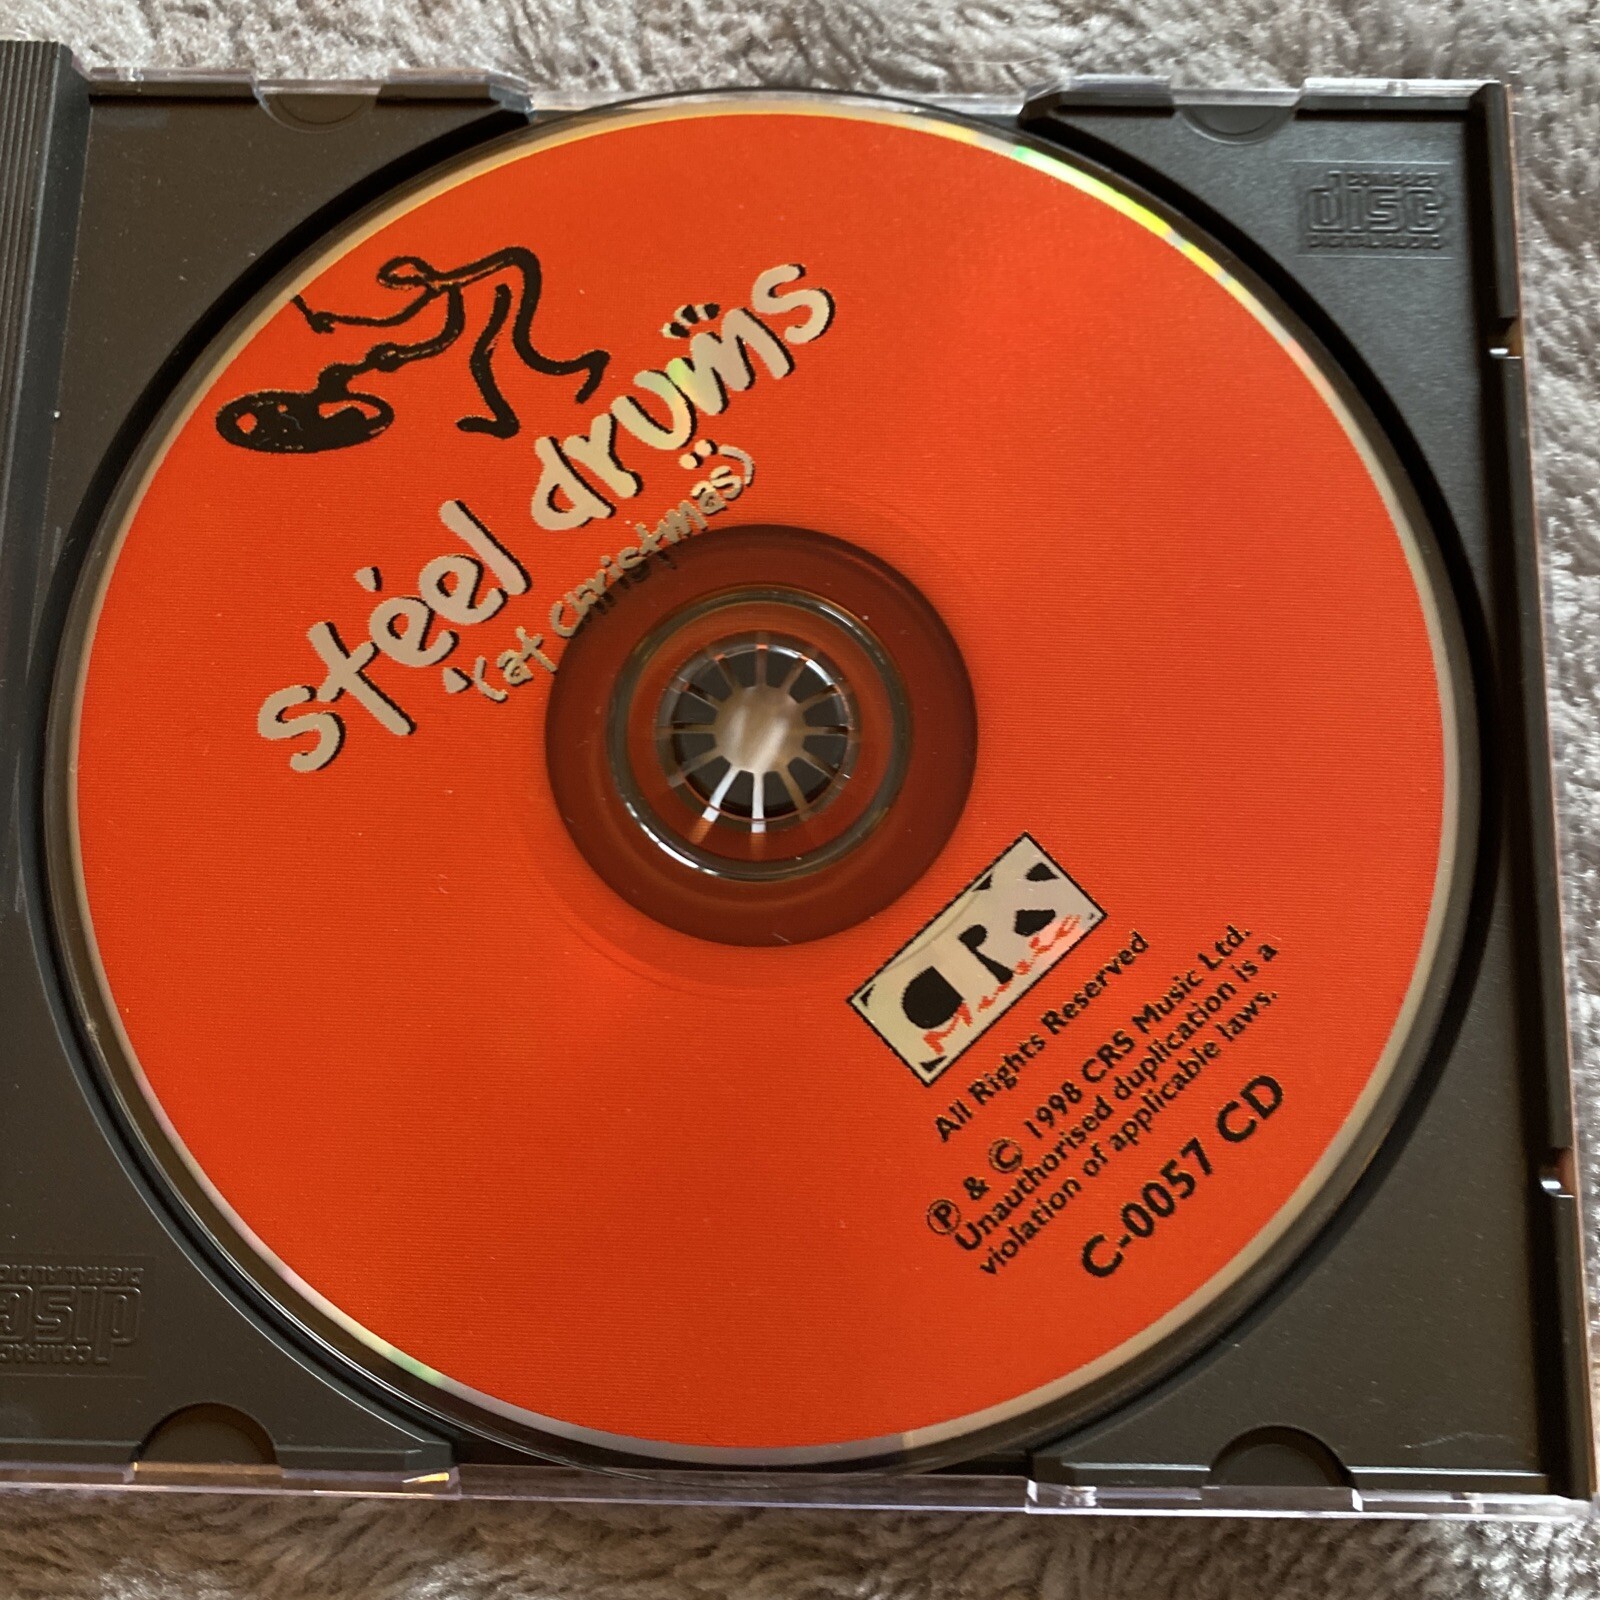 COMPACT
disc
DIGITAL AUDIO
steel drums
(at christmas)
CRS
Music
All Rights Reserved
Ⓟ & © 1998 CRS Music Ltd.
Unauthorised duplication is a
violation of applicable laws.
C-0057 CD
COMPACT
disc
DIGITAL AUDIO